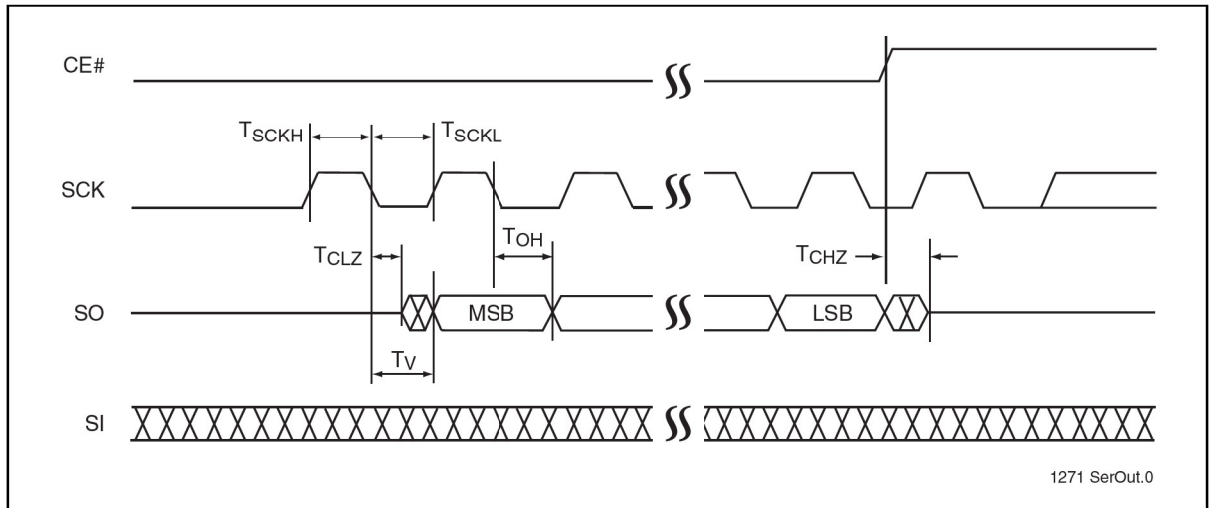 CE#
TSCKH
TSCKL
SCK
TOH
TCLZ
TCHZ
SO
MSB
LSB
TV
SI
1271 SerOut.0